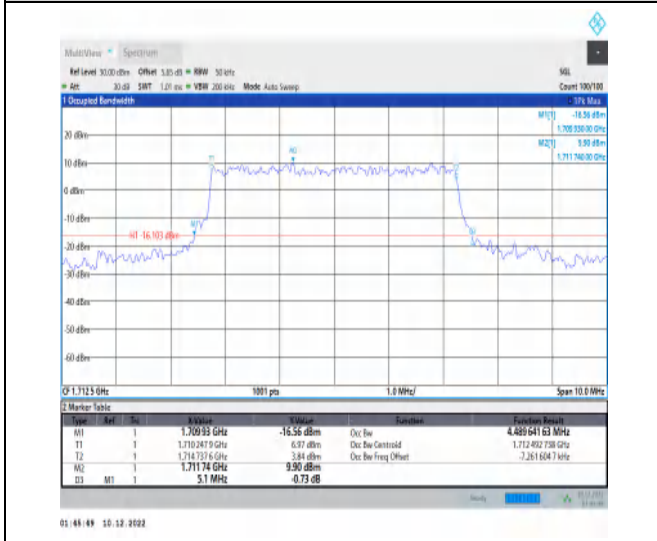 MultiView Spectrum
Ref Level 30.00 dBm Offset 5.85 dB RBW 50 kHz SGL
Att 30 dB SWT 1.01 ms VBW 200 kHz Mode Auto Sweep Count 100/100
1 Occupied Bandwidth 1Pk Max
M1[1] -16.56 dBm
1.709 930 00 GHz
M2[1] 9.90 dBm
1.711 740 00 GHz
20 dBm
10 dBm
0 dBm
-10 dBm
H1 -16.103 dBm
-20 dBm
-30 dBm
-40 dBm
-50 dBm
-60 dBm
T1
M2
M1
CF 1.712 5 GHz 1001 pts 1.0 MHz/ Span 10.0 MHz
2 Marker Table
Type Ref Trc X-Value Y-Value Function Function Result
M1 1 1.709 93 GHz -16.56 dBm Occ Bw 4.489 641 63 MHz
T1 1 1.710 247 9 GHz 6.97 dBm Occ Bw Centroid 1.712 492 738 GHz
T2 1 1.714 737 6 GHz 3.84 dBm Occ Bw Freq Offset -7.261 604 7 kHz
M2 1 1.711 74 GHz 9.90 dBm
D3 M1 1 5.1 MHz -0.73 dB
Ready
01:45:49 10.12.2022